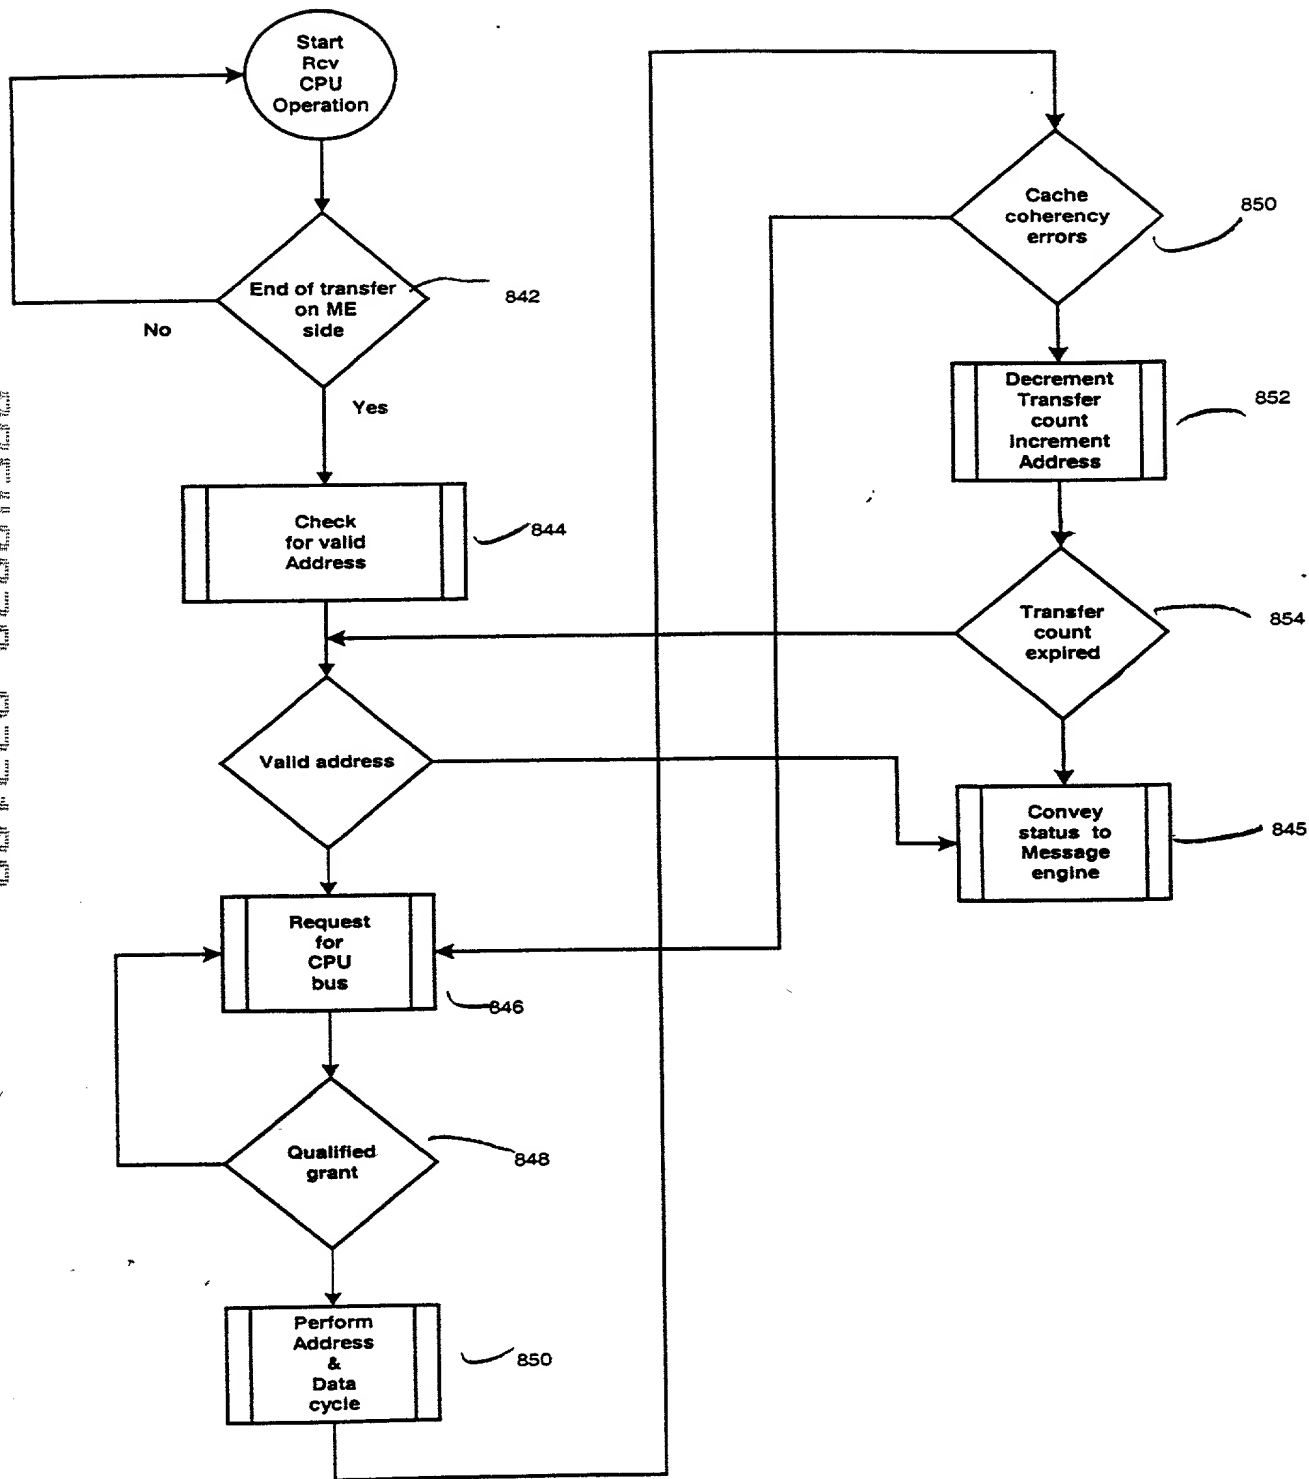 Start
Rcv
CPU
Operation
End of transfer
on ME
side
842
No
Yes
Check
for valid
Address
844
Valid address
Request
for
CPU
bus
846
Qualified
grant
848
Perform
Address
&
Data
cycle
850
Cache
coherency
errors
850
Decrement
Transfer
count
Increment
Address
852
Transfer
count
expired
854
Convey
status to
Message
engine
845